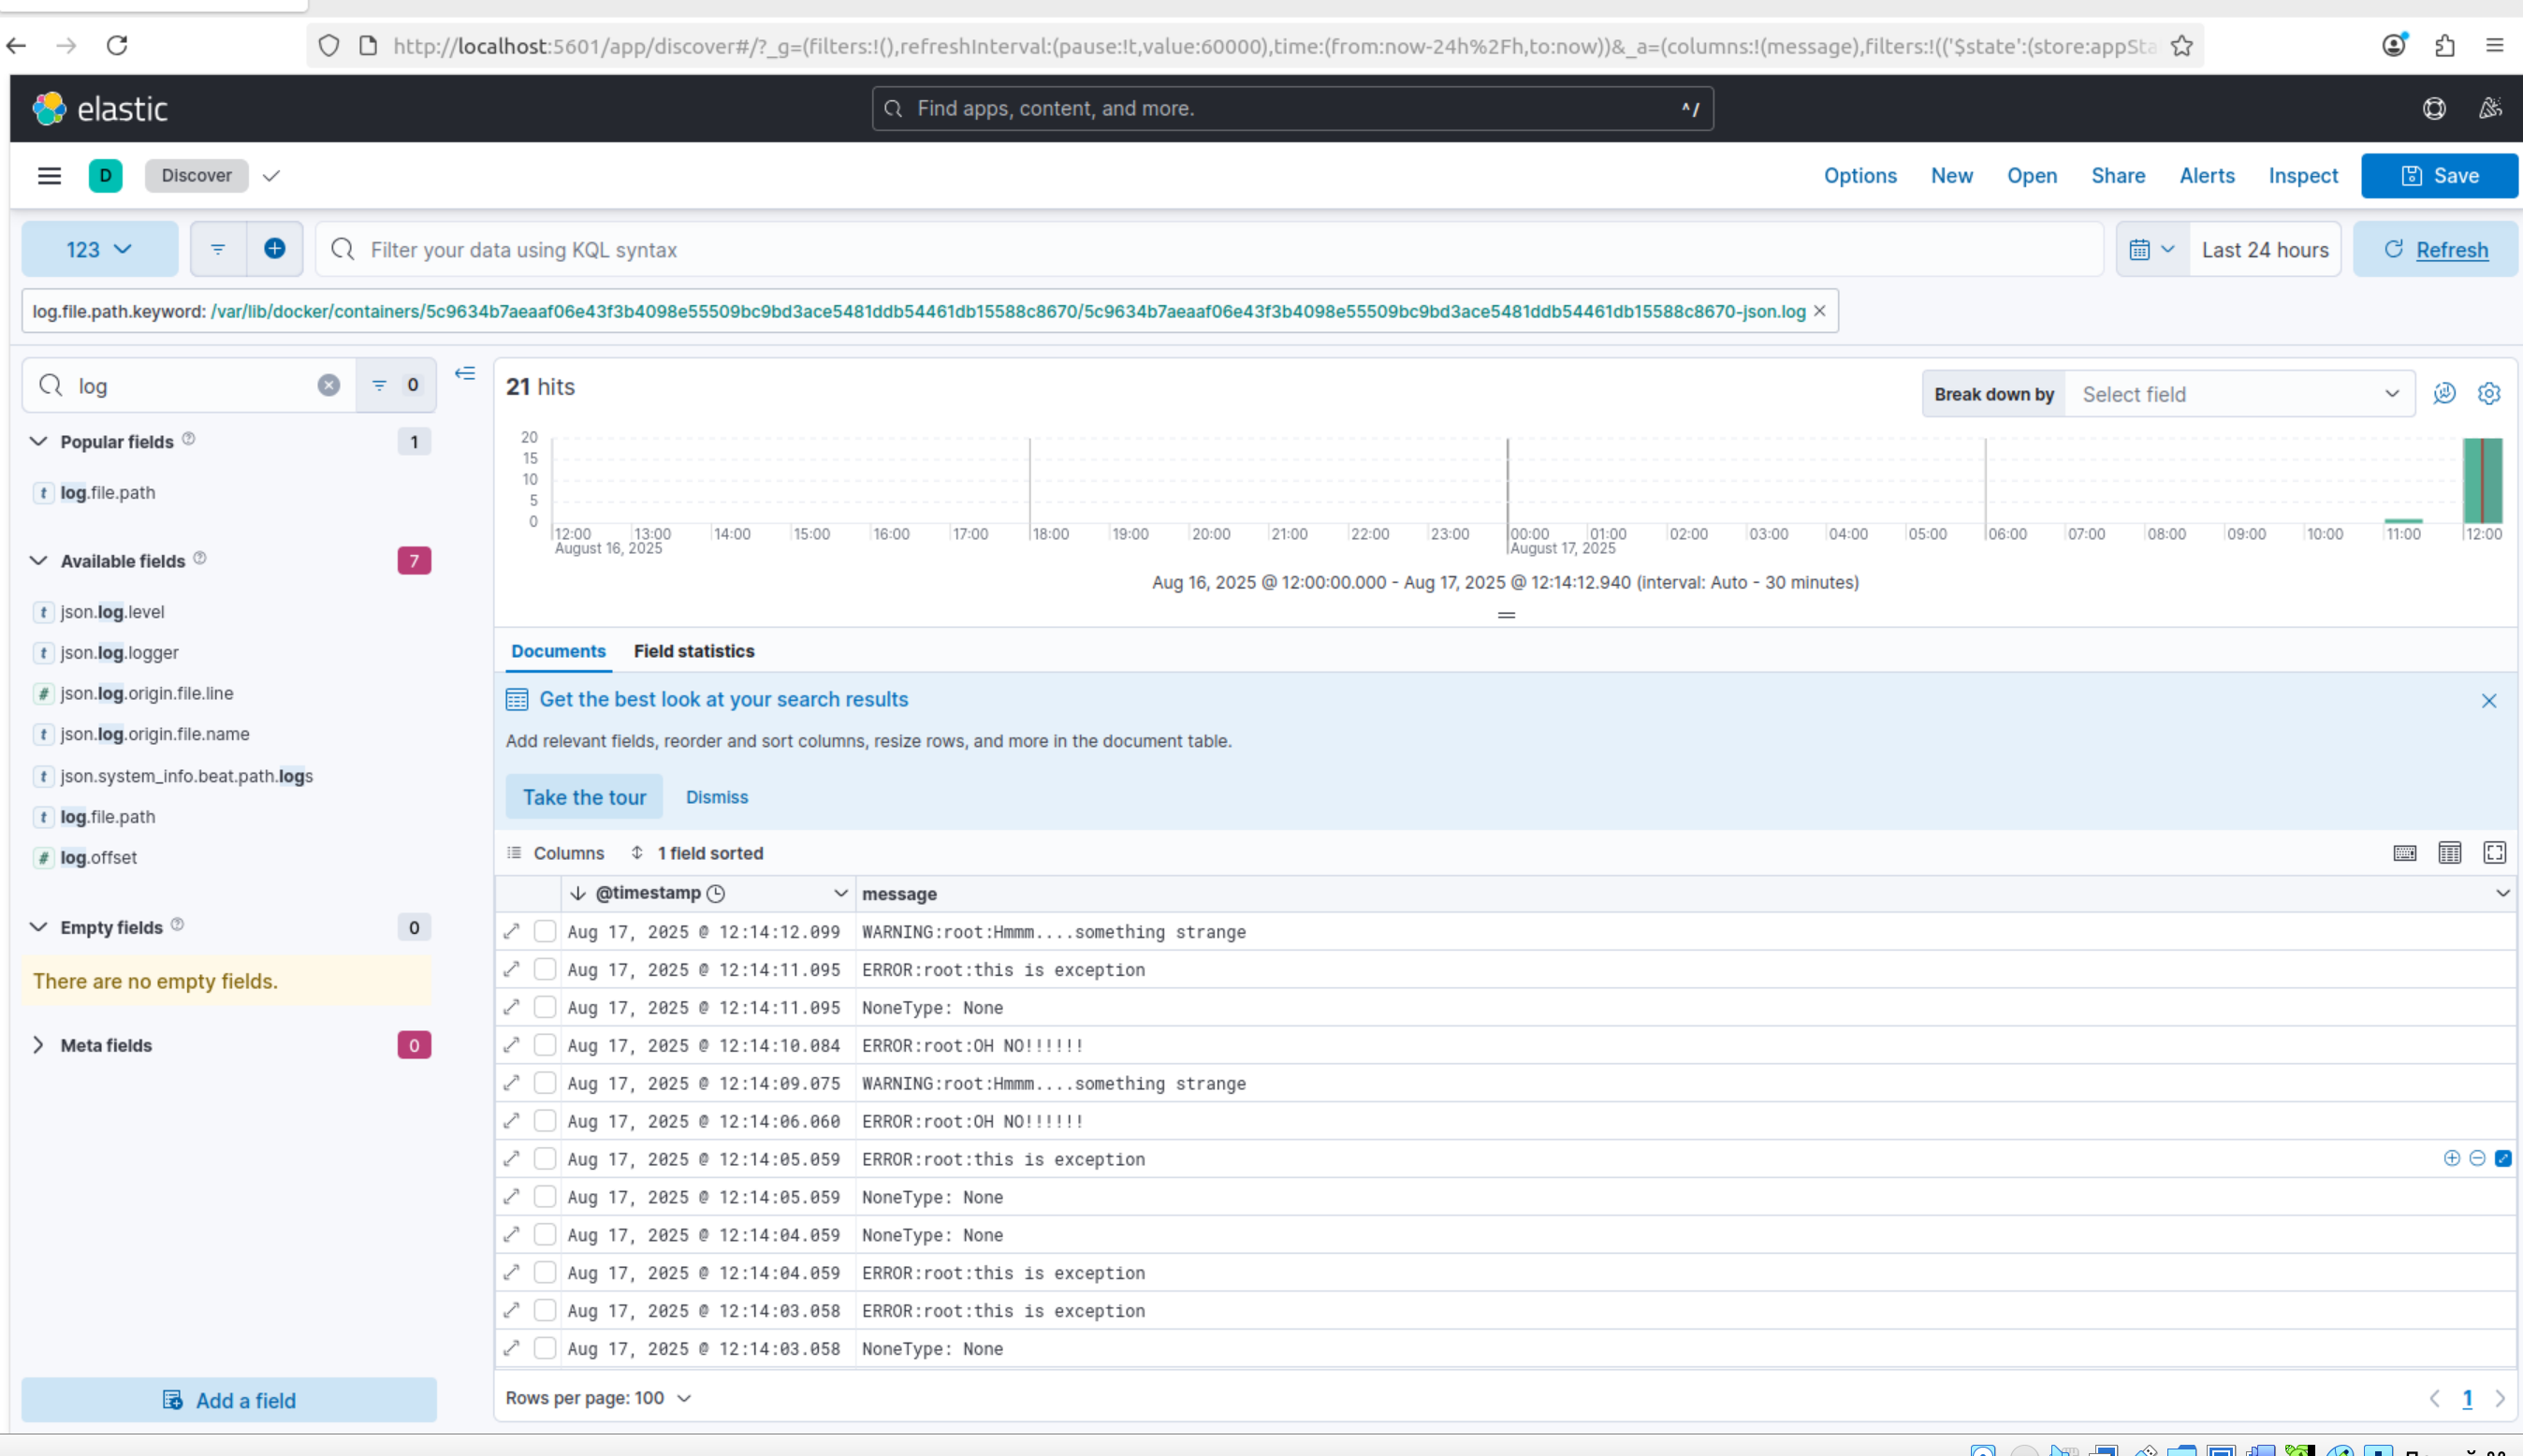 http://localhost:5601/app/discover#/?_g=(filters:!(),refreshInterval:(pause:!t,value:60000),time:(from:now-24h%2Fh,to:now))&_a=(columns:!(message),filters:!(('$state':(store:appSta
elastic
Find apps, content, and more.
^/
D
Discover
Options
New
Open
Share
Alerts
Inspect
Save
123
Filter your data using KQL syntax
Last 24 hours
Refresh
log.file.path.keyword: /var/lib/docker/containers/5c9634b7aeaaf06e43f3b4098e55509bc9bd3ace5481ddb54461db15588c8670/5c9634b7aeaaf06e43f3b4098e55509bc9bd3ace5481ddb54461db15588c8670-json.log
log
0
Popular fields
1
log.file.path
Available fields
7
json.log.level
json.log.logger
json.log.origin.file.line
json.log.origin.file.name
json.system_info.beat.path.logs
log.file.path
log.offset
Empty fields
0
There are no empty fields.
Meta fields
0
Add a field
21 hits
Break down by
Select field
20
15
10
5
0
12:00 13:00 14:00 15:00 16:00 17:00 18:00 19:00 20:00 21:00 22:00 23:00 00:00 01:00 02:00 03:00 04:00 05:00 06:00 07:00 08:00 09:00 10:00 11:00 12:00
August 16, 2025 August 17, 2025
Aug 16, 2025 @ 12:00:00.000 - Aug 17, 2025 @ 12:14:12.940 (interval: Auto - 30 minutes)
Documents
Field statistics
Get the best look at your search results
Add relevant fields, reorder and sort columns, resize rows, and more in the document table.
Take the tour
Dismiss
Columns
1 field sorted
@timestamp message
Aug 17, 2025 @ 12:14:12.099 WARNING:root:Hmmm....something strange
Aug 17, 2025 @ 12:14:11.095 ERROR:root:this is exception
Aug 17, 2025 @ 12:14:11.095 NoneType: None
Aug 17, 2025 @ 12:14:10.084 ERROR:root:OH NO!!!!!!
Aug 17, 2025 @ 12:14:09.075 WARNING:root:Hmmm....something strange
Aug 17, 2025 @ 12:14:06.060 ERROR:root:OH NO!!!!!!
Aug 17, 2025 @ 12:14:05.059 ERROR:root:this is exception
Aug 17, 2025 @ 12:14:05.059 NoneType: None
Aug 17, 2025 @ 12:14:04.059 NoneType: None
Aug 17, 2025 @ 12:14:04.059 ERROR:root:this is exception
Aug 17, 2025 @ 12:14:03.058 ERROR:root:this is exception
Aug 17, 2025 @ 12:14:03.058 NoneType: None
Rows per page: 100
1